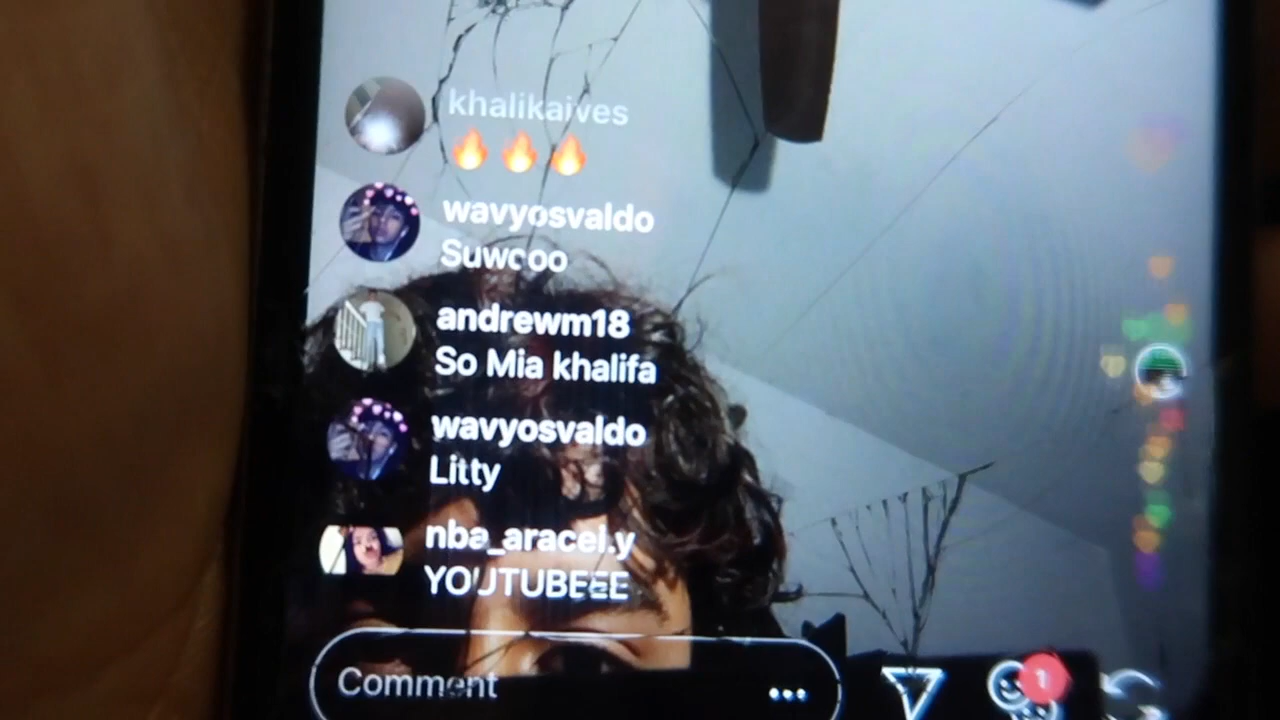 khalikaives
🔥 🔥 🔥
wavyosvaldo
Suwooo
andrewm18
So Mia khalifa
wavyosvaldo
Litty
nba_aracel.y
YOUTUBEEE
Comment
1